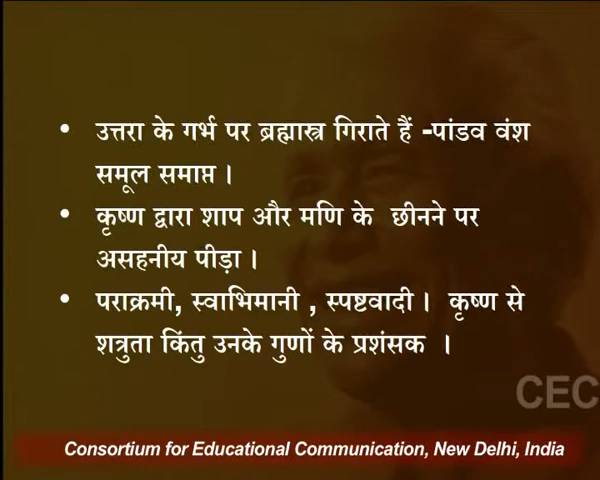 • उत्तरा के गर्भ पर ब्रह्मास्त्र गिराते हैं -पांडव वंश
समूल समाप्त ।
• कृष्ण द्वारा शाप और मणि के छीनने पर
असहनीय पीड़ा ।
• पराक्रमी, स्वाभिमानी , स्पष्टवादी । कृष्ण से
शत्रुता किंतु उनके गुणों के प्रशंसक ।
CEC
Consortium for Educational Communication, New Delhi, India